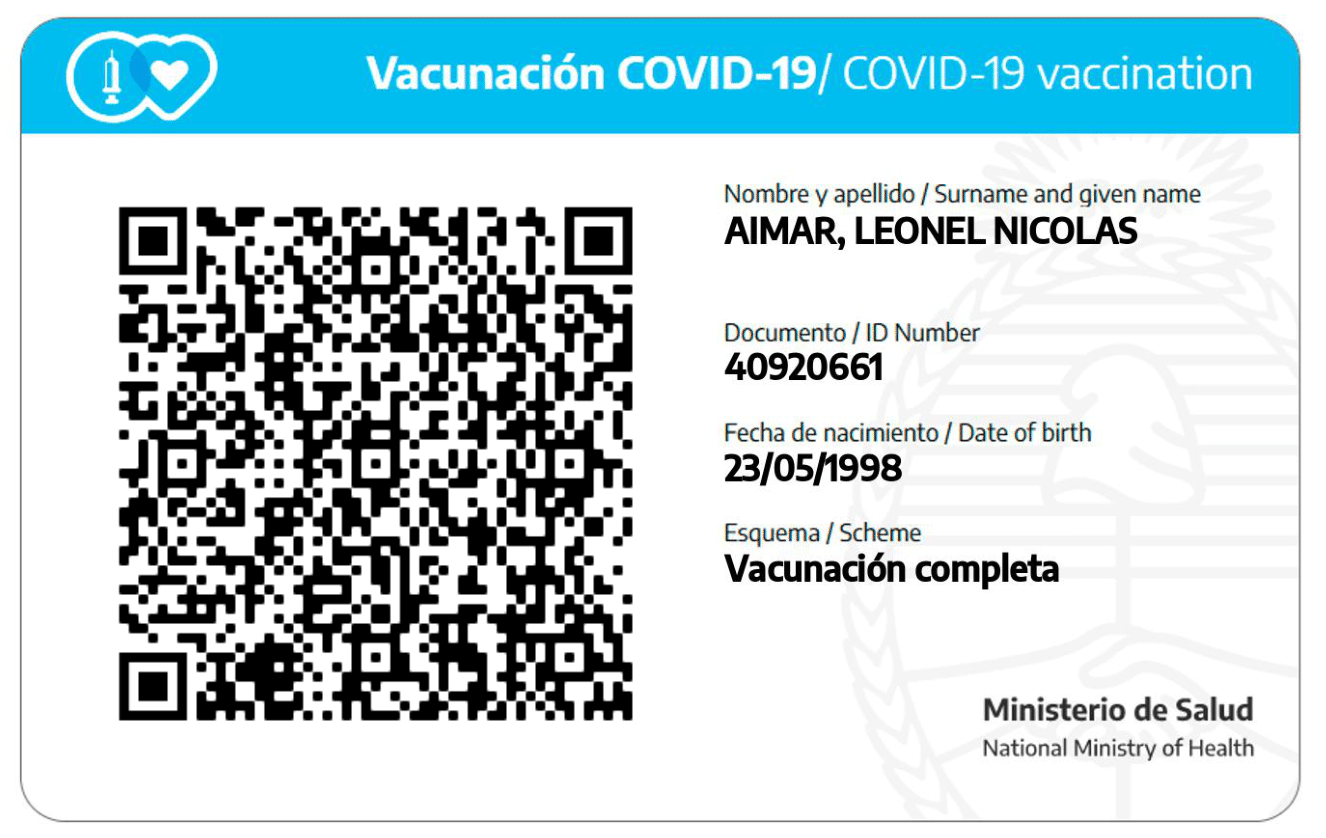 Vacunación COVID-19/ COVID-19 vaccination
Nombre y apellido / Surname and given name
AIMAR, LEONEL NICOLAS
Documento / ID Number
40920661
Fecha de nacimiento / Date of birth
23/05/1998
Esquema / Scheme
Vacunación completa
Ministerio de Salud
National Ministry of Health